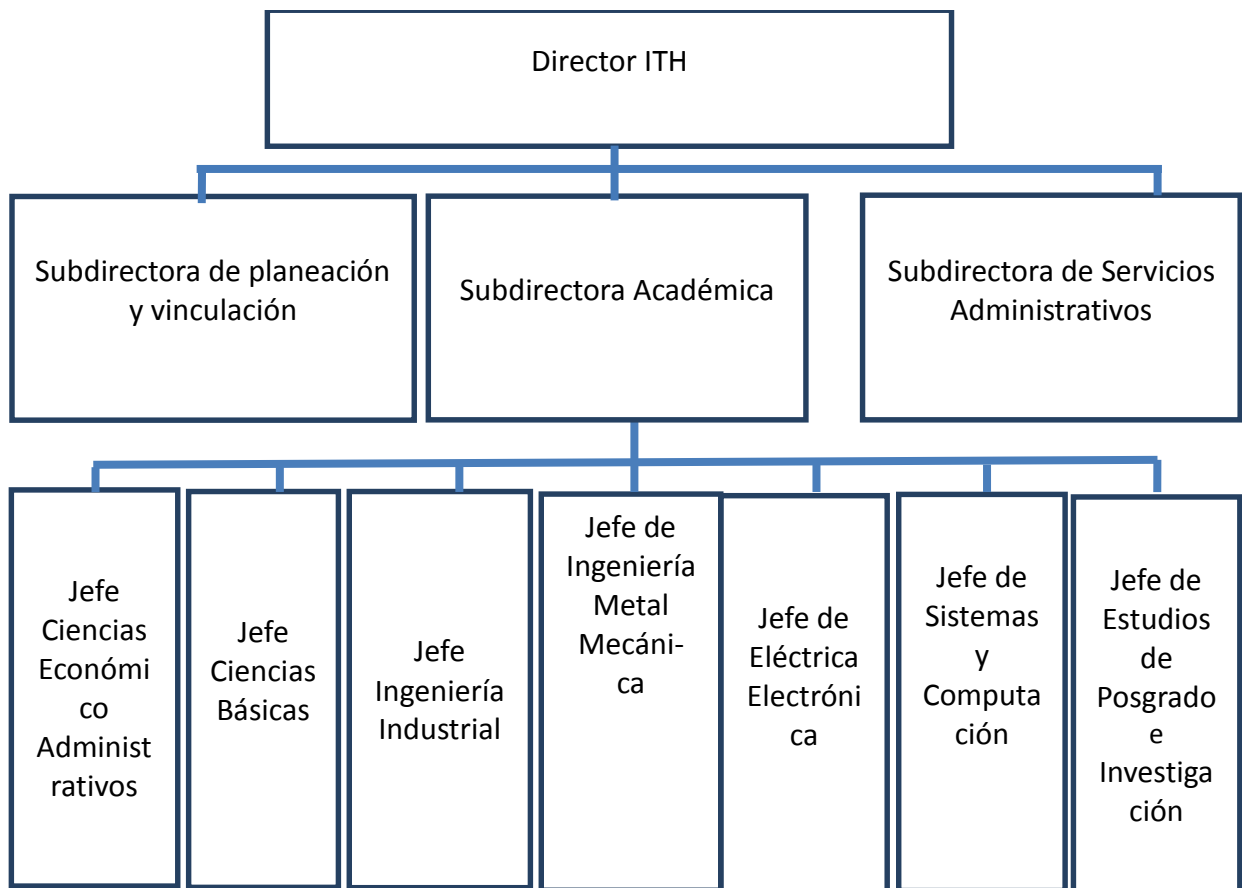 Director ITH
Subdirectora de planeación
y vinculación
Subdirectora Académica
Subdirectora de Servicios
Administrativos
Jefe
Ciencias
Económi
co
Administ
rativos
Jefe
Ciencias
Básicas
Jefe
Ingeniería
Industrial
Jefe de
Ingeniería
Metal
Mecáni-
ca
Jefe de
Eléctrica
Electróni
ca
Jefe de
Sistemas
y
Computa
ción
Jefe de
Estudios
de
Posgrado
e
Investiga
ción